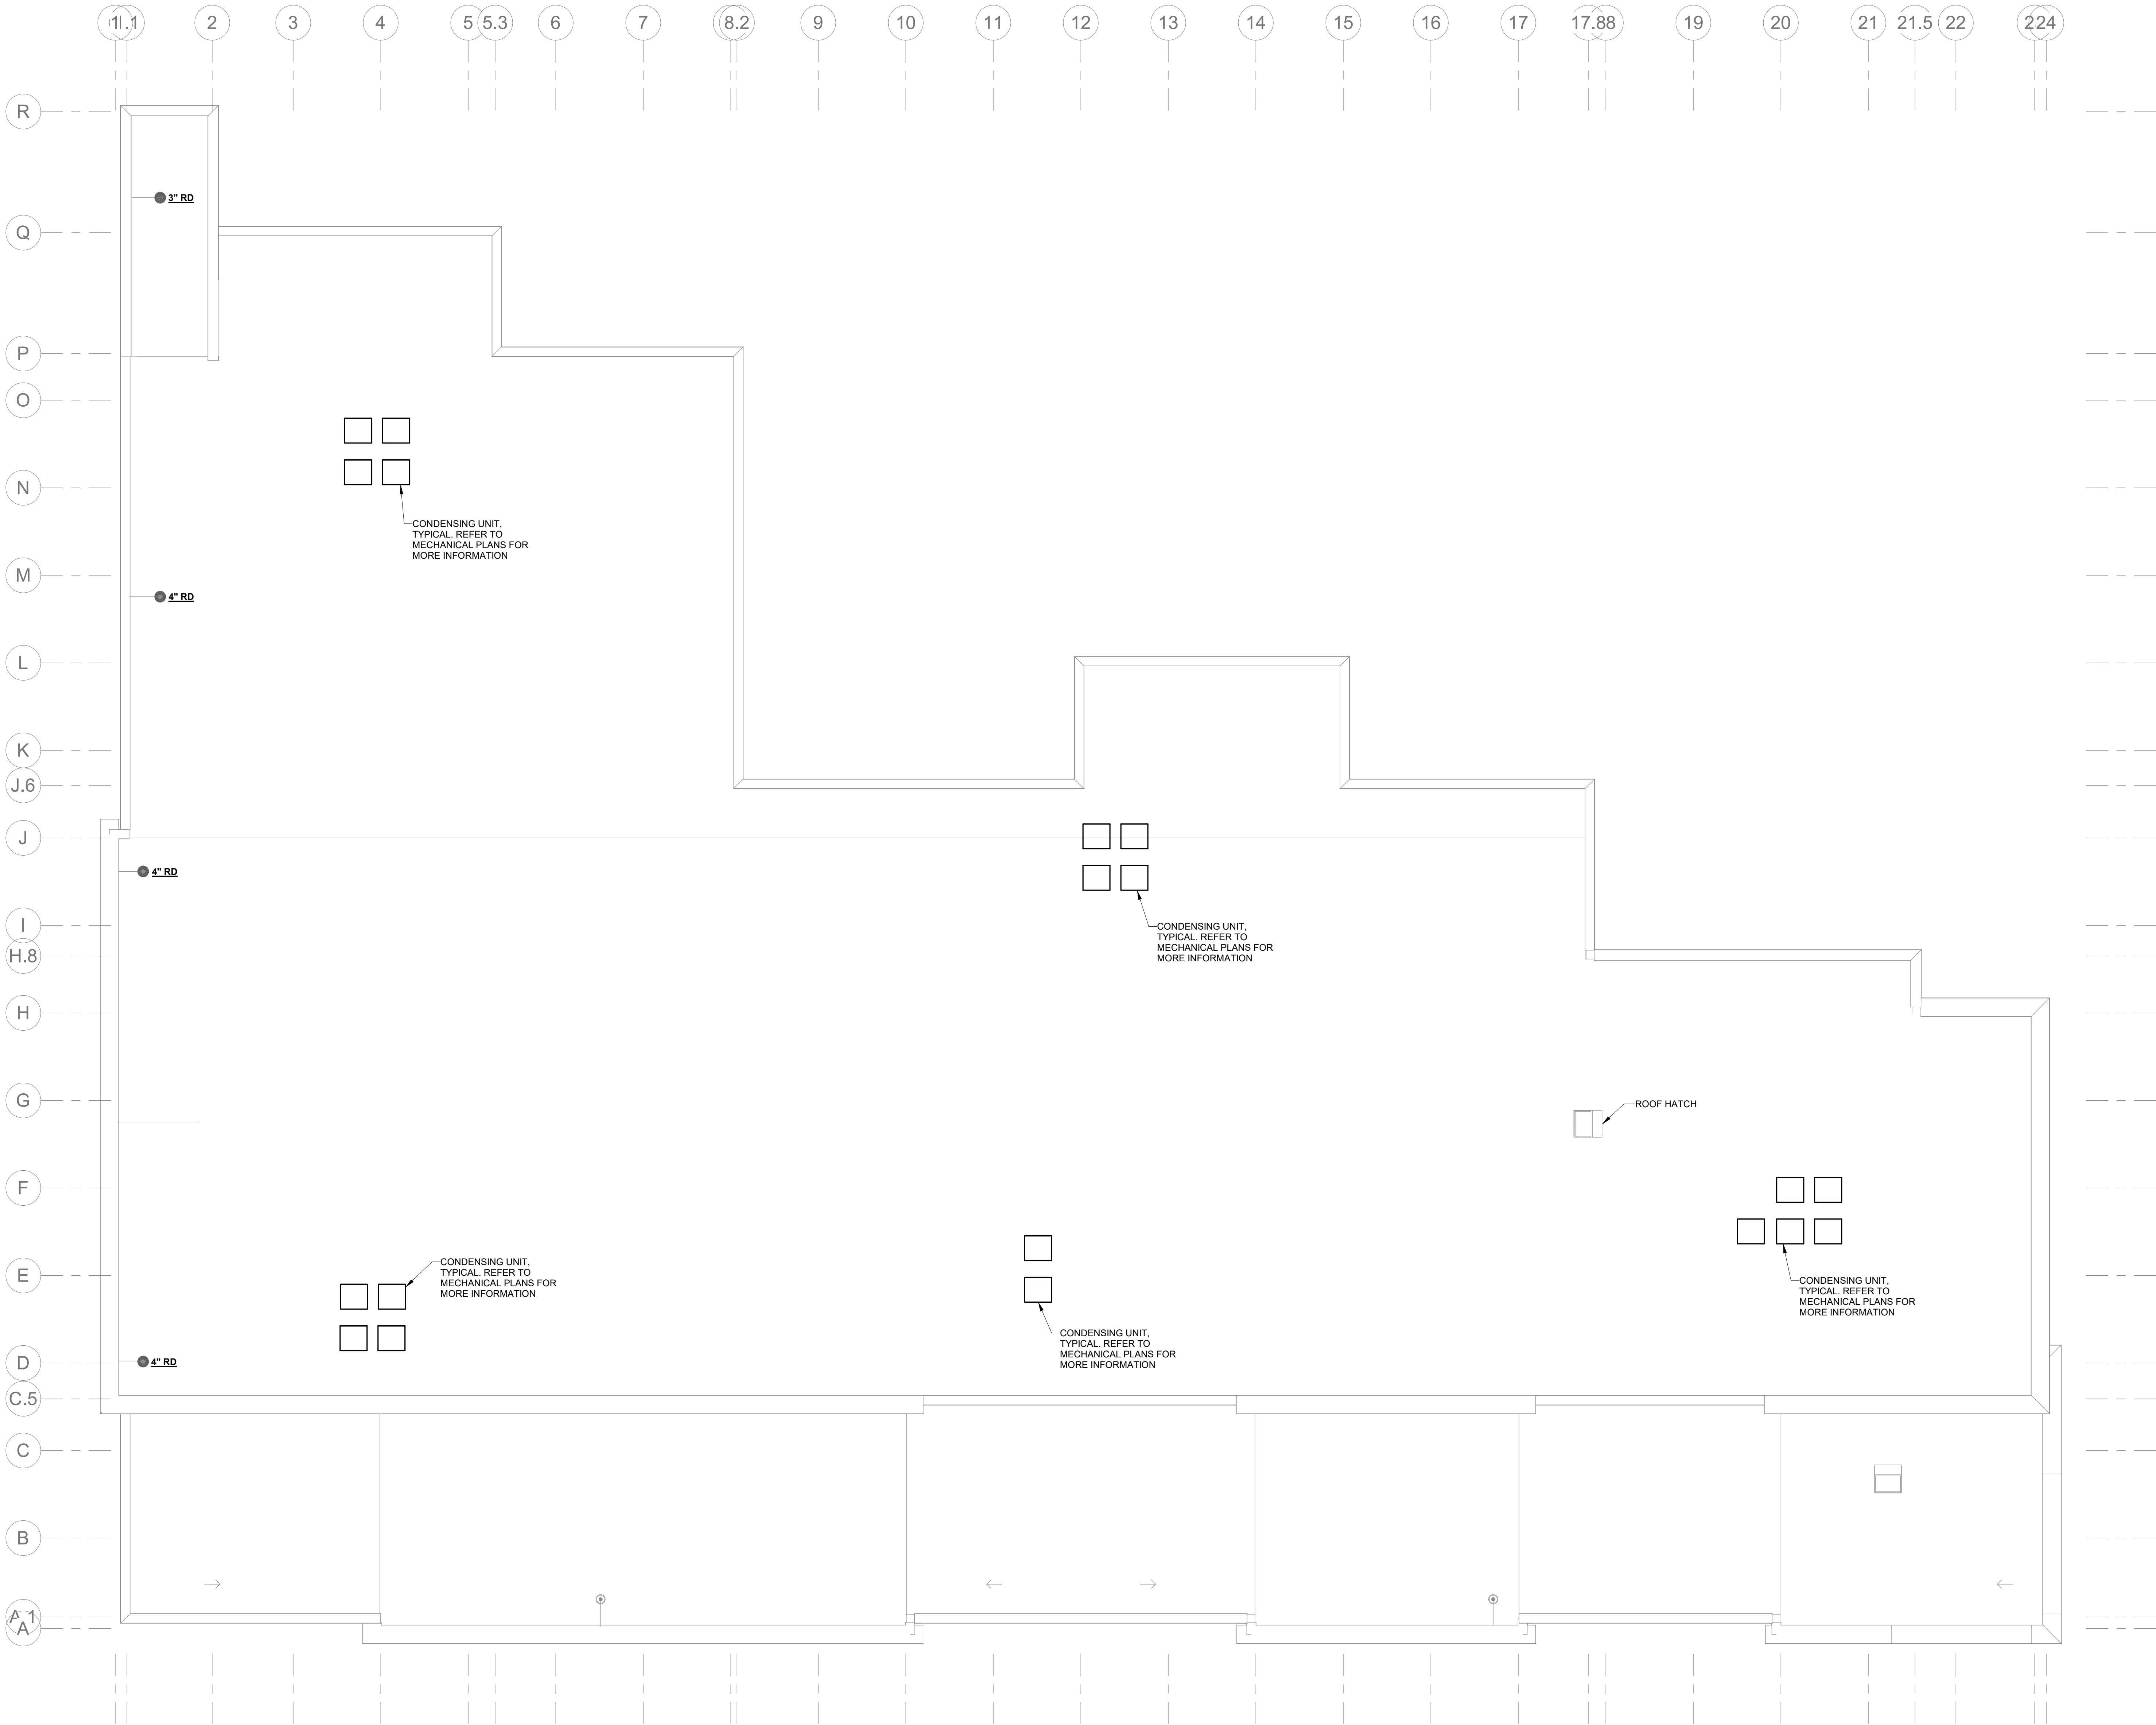 1
1.1
2
3
4
5
5.3
6
7
8.2
9
10
11
12
13
14
15
16
17
17.8
19
20
21
21.5
22
24
R
3" RD
Q
P
O
N
CONDENSING UNIT,
TYPICAL. REFER TO
MECHANICAL PLANS FOR
MORE INFORMATION
M
4" RD
L
K
J.6
J
4" RD
I
CONDENSING UNIT,
TYPICAL. REFER TO
MECHANICAL PLANS FOR
MORE INFORMATION
H.8
H
G
ROOF HATCH
F
E
CONDENSING UNIT,
TYPICAL. REFER TO
MECHANICAL PLANS FOR
MORE INFORMATION
CONDENSING UNIT,
TYPICAL. REFER TO
MECHANICAL PLANS FOR
MORE INFORMATION
CONDENSING UNIT,
TYPICAL. REFER TO
MECHANICAL PLANS FOR
MORE INFORMATION
D
4" RD
C.5
C
B
A.1
A